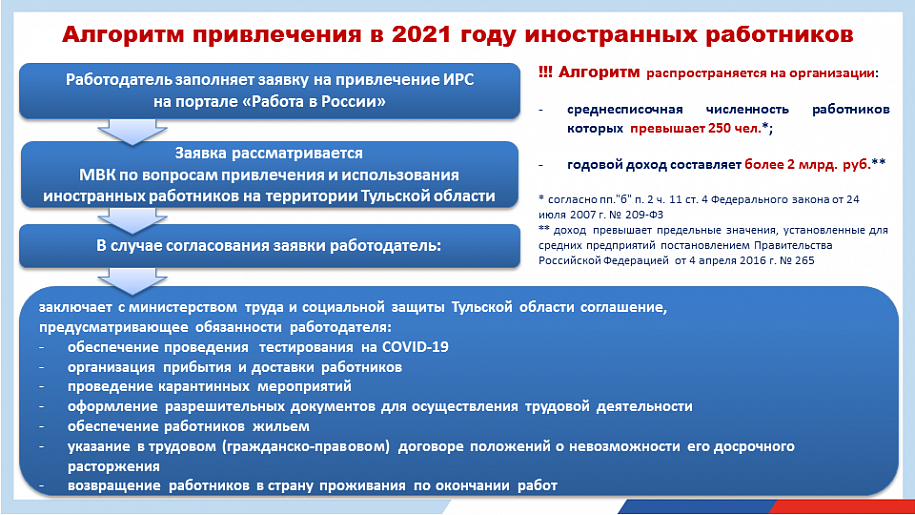 Алгоритм привлечения в 2021 году иностранных работников
Работодатель заполняет заявку на привлечение ИРС
на портале «Работа в России»
Заявка рассматривается
МВК по вопросам привлечения и использования
иностранных работников на территории Тульской области
В случае согласования заявки работодатель:
заключает с министерством труда и социальной защиты Тульской области соглашение,
предусматривающее обязанности работодателя:
- обеспечение проведения тестирования на COVID-19
- организация прибытия и доставки работников
- проведение карантинных мероприятий
- оформление разрешительных документов для осуществления трудовой деятельности
- обеспечение работников жильем
- указание в трудовом (гражданско-правовом) договоре положений о невозможности его досрочного
расторжения
- возвращение работников в страну проживания по окончании работ
!!! Алгоритм распространяется на организации:
- среднесписочная численность работников
которых превышает 250 чел.*;
- годовой доход составляет более 2 млрд. руб.**
* согласно пп."б" п. 2 ч. 11 ст. 4 Федерального закона от 24
июля 2007 г. № 209-ФЗ
** доход превышает предельные значения, установленные для
средних предприятий постановлением Правительства
Российской Федерацией от 4 апреля 2016 г. № 265